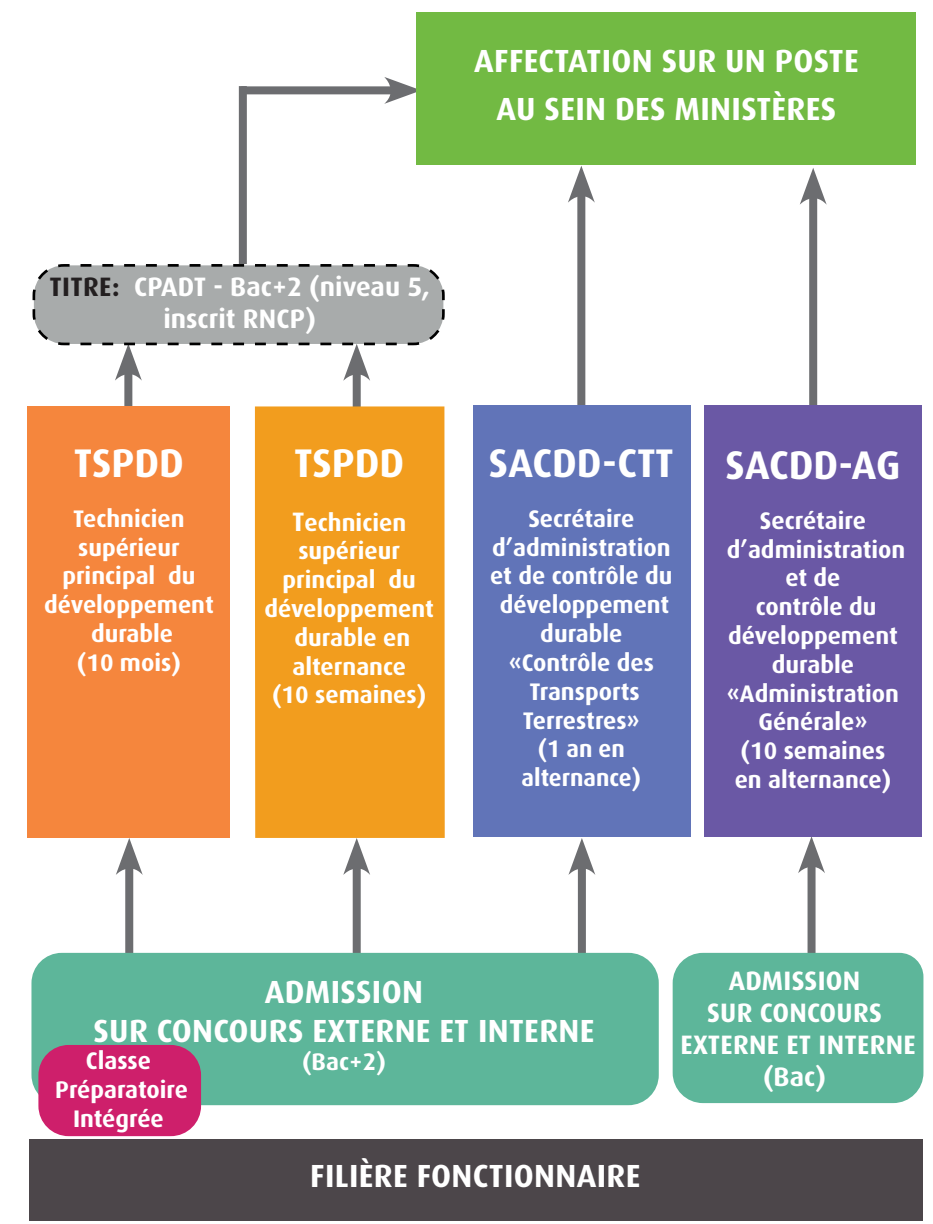 AFFECTATION SUR UN POSTE
AU SEIN DES MINISTÈRES
TITRE: CPADT - Bac+2 (niveau 5,
inscrit RNCP)
TSPDD
Technicien
supérieur
principal du
développement
durable
(10 mois)
TSPDD
Technicien
supérieur
principal du
développement
durable en
alternance
(10 semaines)
SACDD-CTT
Secrétaire
d'administration
et de contrôle du
développement
durable
«Contrôle des
Transports
Terrestres»
(1 an en
alternance)
SACDD-AG
Secrétaire
d'administration
et de
contrôle du
développement
durable
«Administration
Générale»
(10 semaines
en alternance)
ADMISSION
SUR CONCOURS EXTERNE ET INTERNE
(Bac+2)
Classe
Préparatoire
Intégrée
ADMISSION
SUR CONCOURS
EXTERNE ET INTERNE
(Bac)
FILIÈRE FONCTIONNAIRE